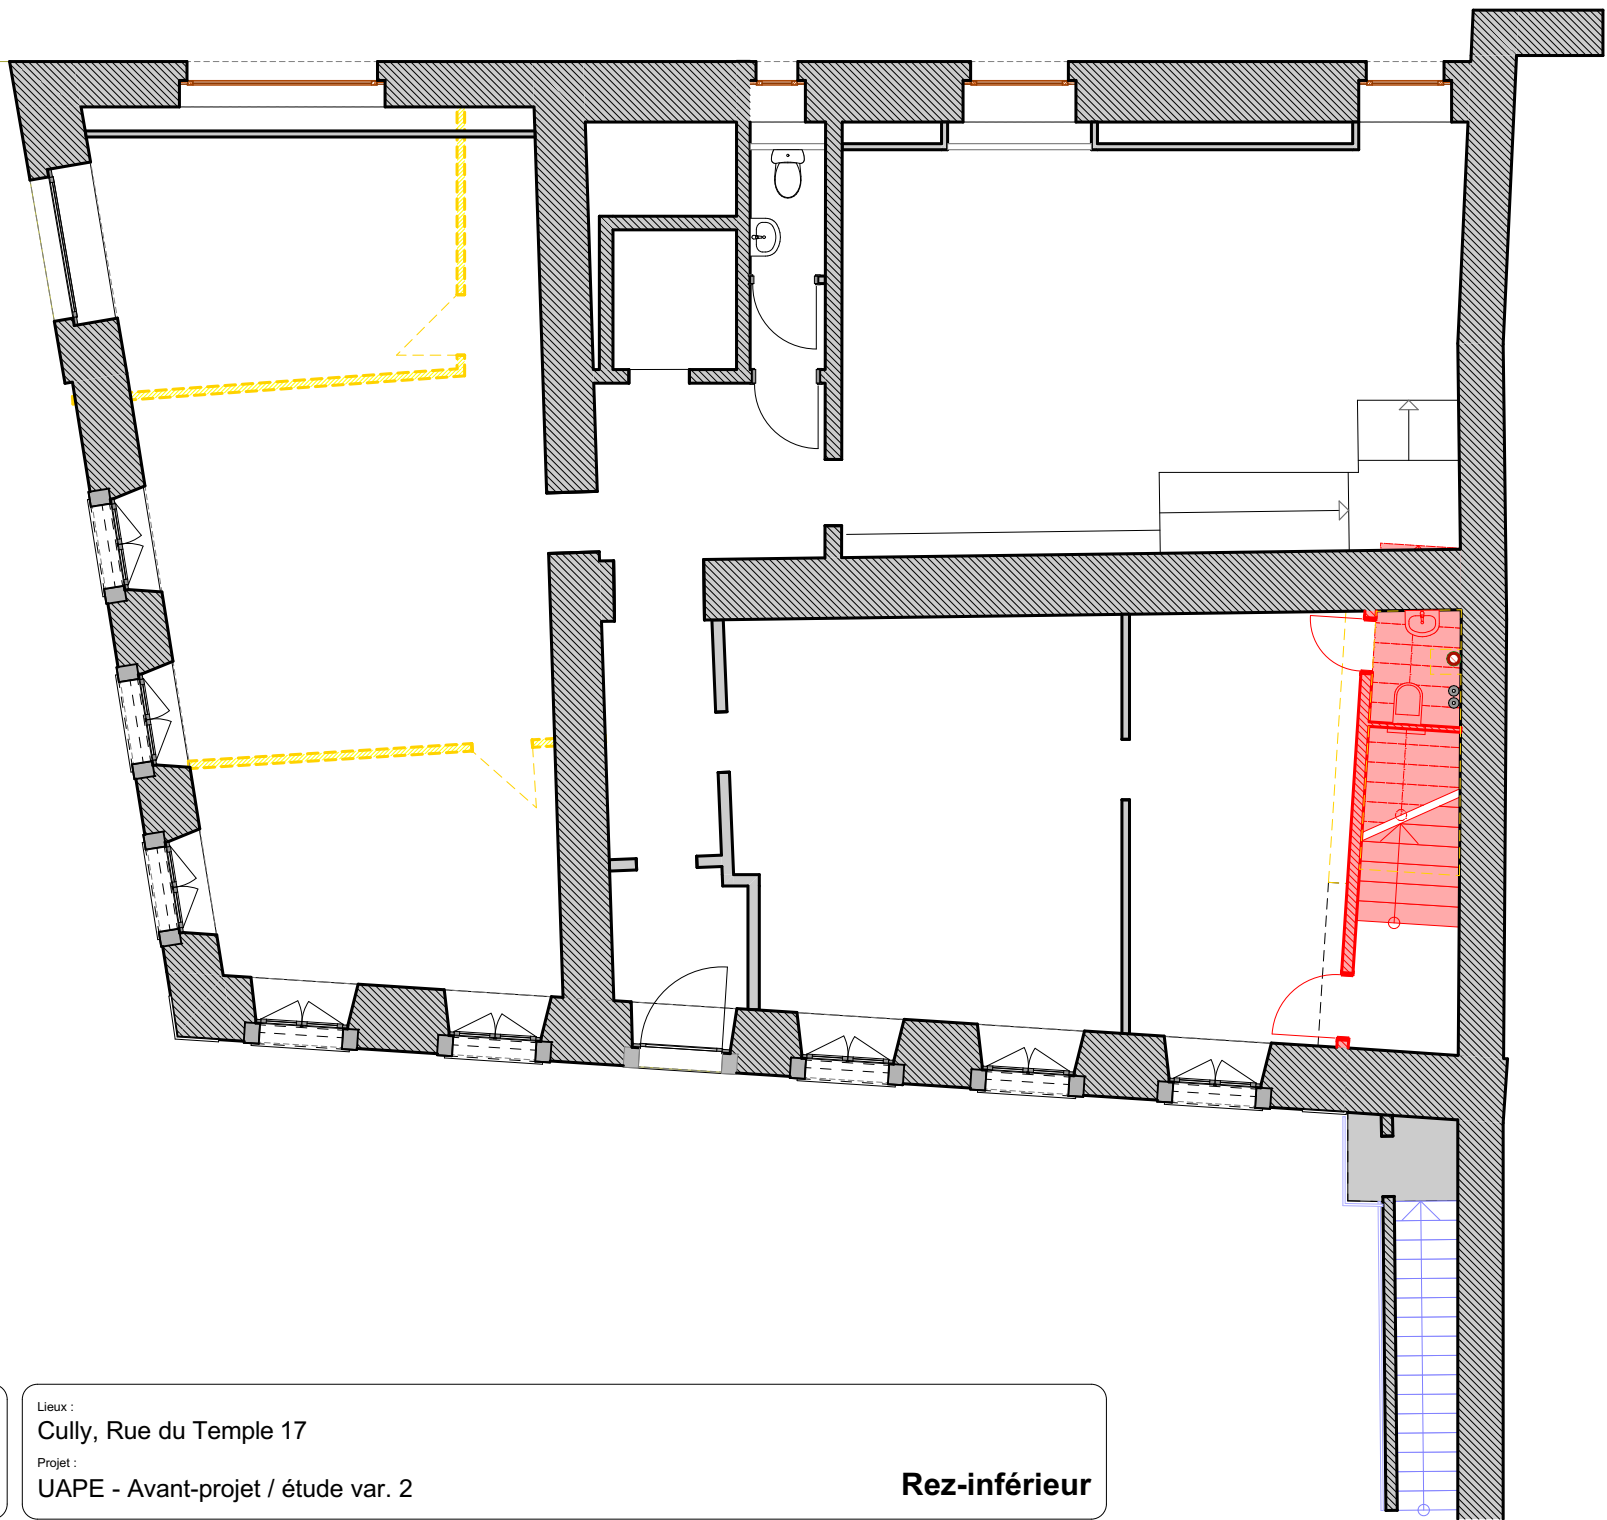 Lieux :
Cully, Rue du Temple 17
Projet :
UAPE - Avant-projet / étude var. 2
Rez-inférieur